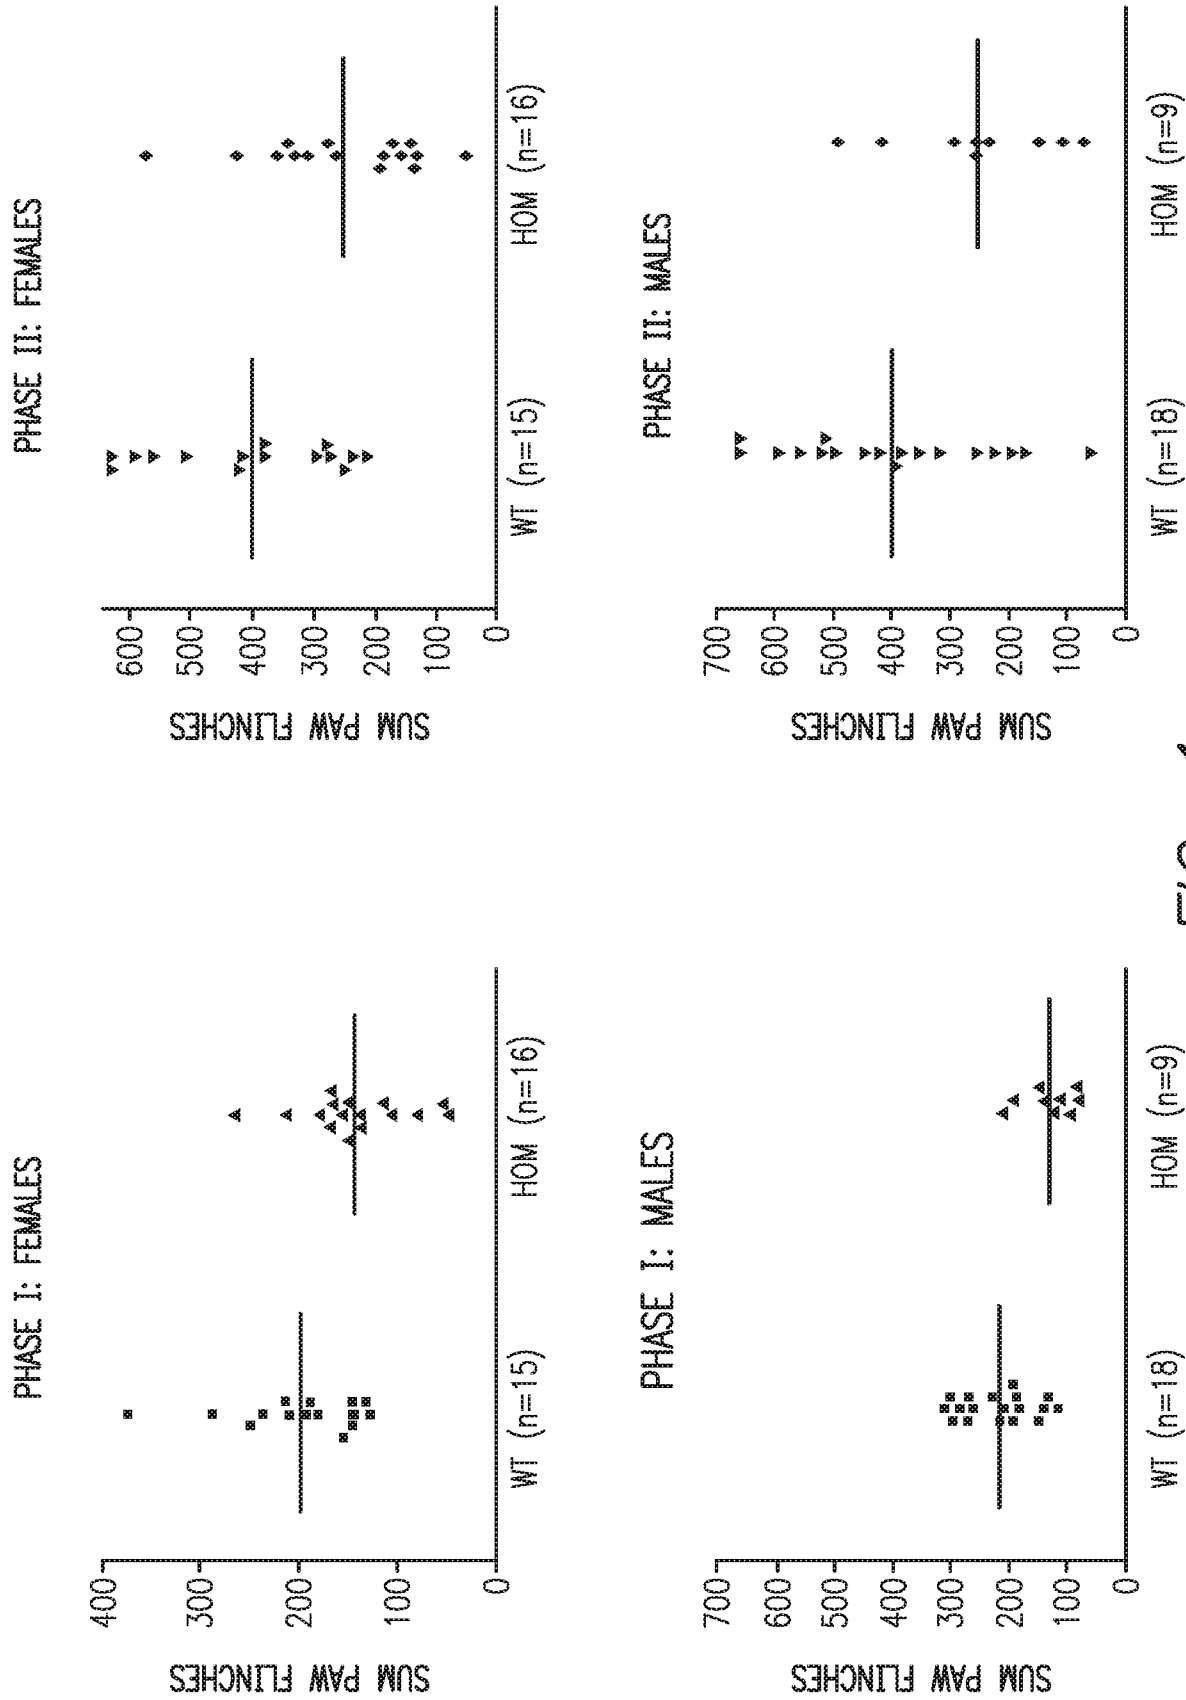 PHASE I: FEMALES
SUM PAW FLINCHES
400
300
200
100
0
WT (n=15)
HOM (n=16)
PHASE II: FEMALES
SUM PAW FLINCHES
600
500
400
300
200
100
0
WT (n=15)
HOM (n=16)
PHASE I: MALES
SUM PAW FLINCHES
700
600
500
400
300
200
100
0
WT (n=18)
HOM (n=9)
PHASE II: MALES
SUM PAW FLINCHES
700
600
500
400
300
200
100
0
WT (n=18)
HOM (n=9)